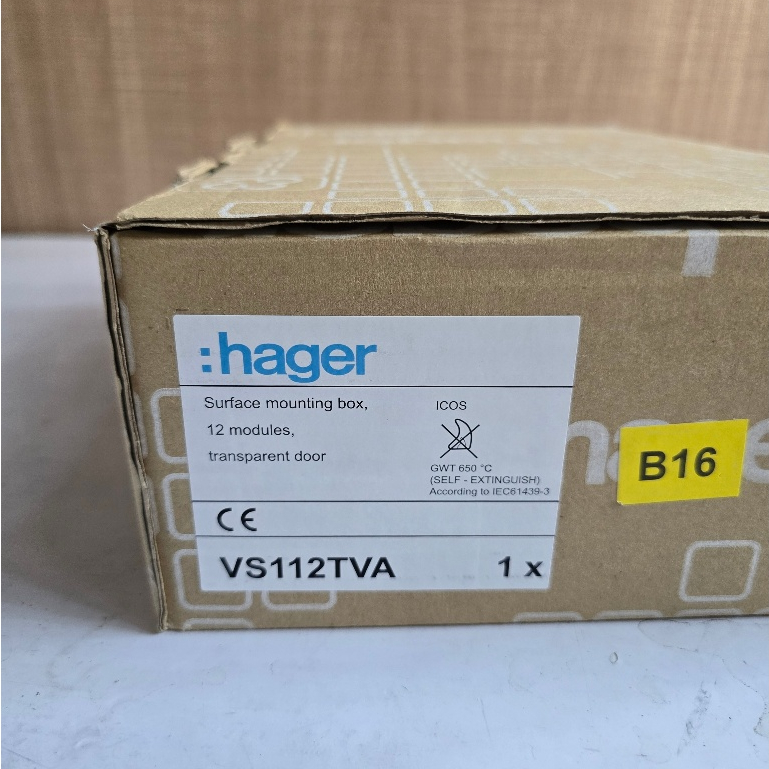 :hager
Surface mounting box,
12 modules,
transparent door
ICOS
GWT 650 °C
(SELF - EXTINGUISH)
According to IEC61439-3
CE
VS112TVA
1 x
B16